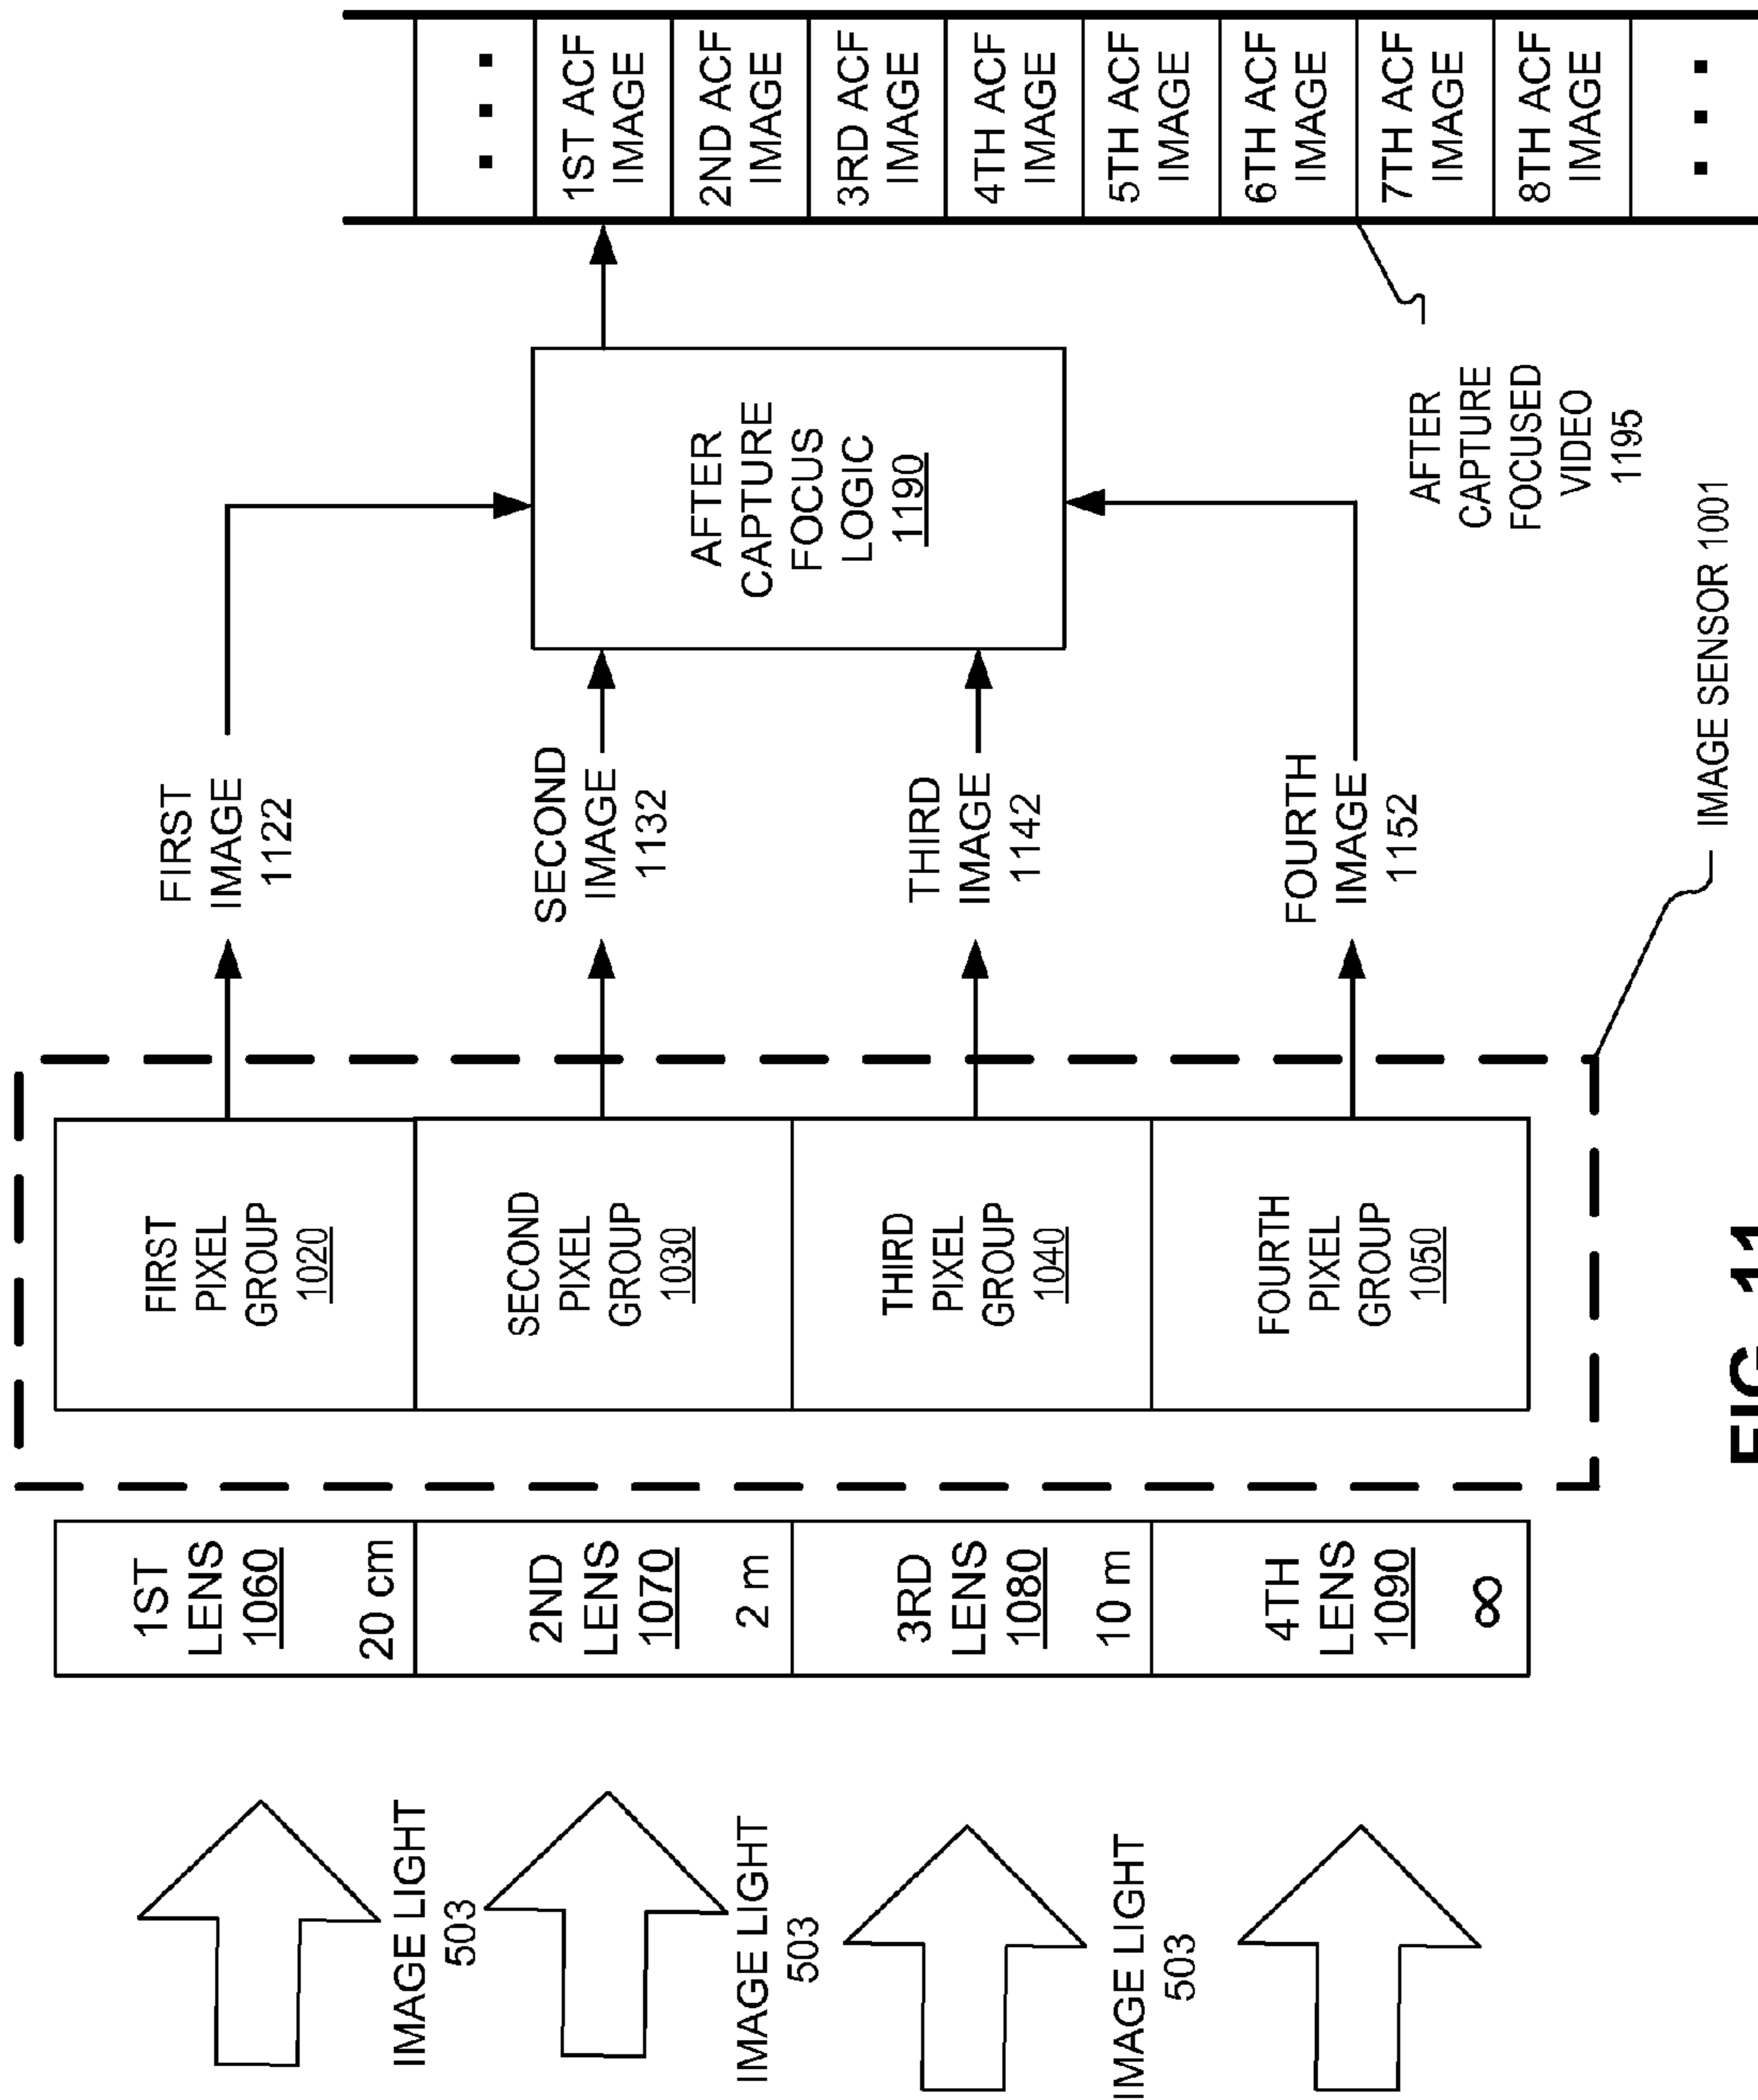 IMAGE LIGHT
503
IMAGE LIGHT
503
IMAGE LIGHT
503
1ST
LENS
1060
20 cm
2ND
LENS
1070
2 m
3RD
LENS
1080
10 m
4TH
LENS
1090
∞
FIRST
PIXEL
GROUP
1020
SECOND
PIXEL
GROUP
1030
THIRD
PIXEL
GROUP
1040
FOURTH
PIXEL
GROUP
1050
IMAGE SENSOR 1001
FIRST
IMAGE
1122
SECOND
IMAGE
1132
THIRD
IMAGE
1142
FOURTH
IMAGE
1152
AFTER
CAPTURE
FOCUS
LOGIC
1190
AFTER
CAPTURE
FOCUSED
VIDEO
1195
...
1ST ACF
IMAGE
2ND ACF
IMAGE
3RD ACF
IMAGE
4TH ACF
IMAGE
5TH ACF
IMAGE
6TH ACF
IMAGE
7TH ACF
IMAGE
8TH ACF
IMAGE
...
FIG. 11